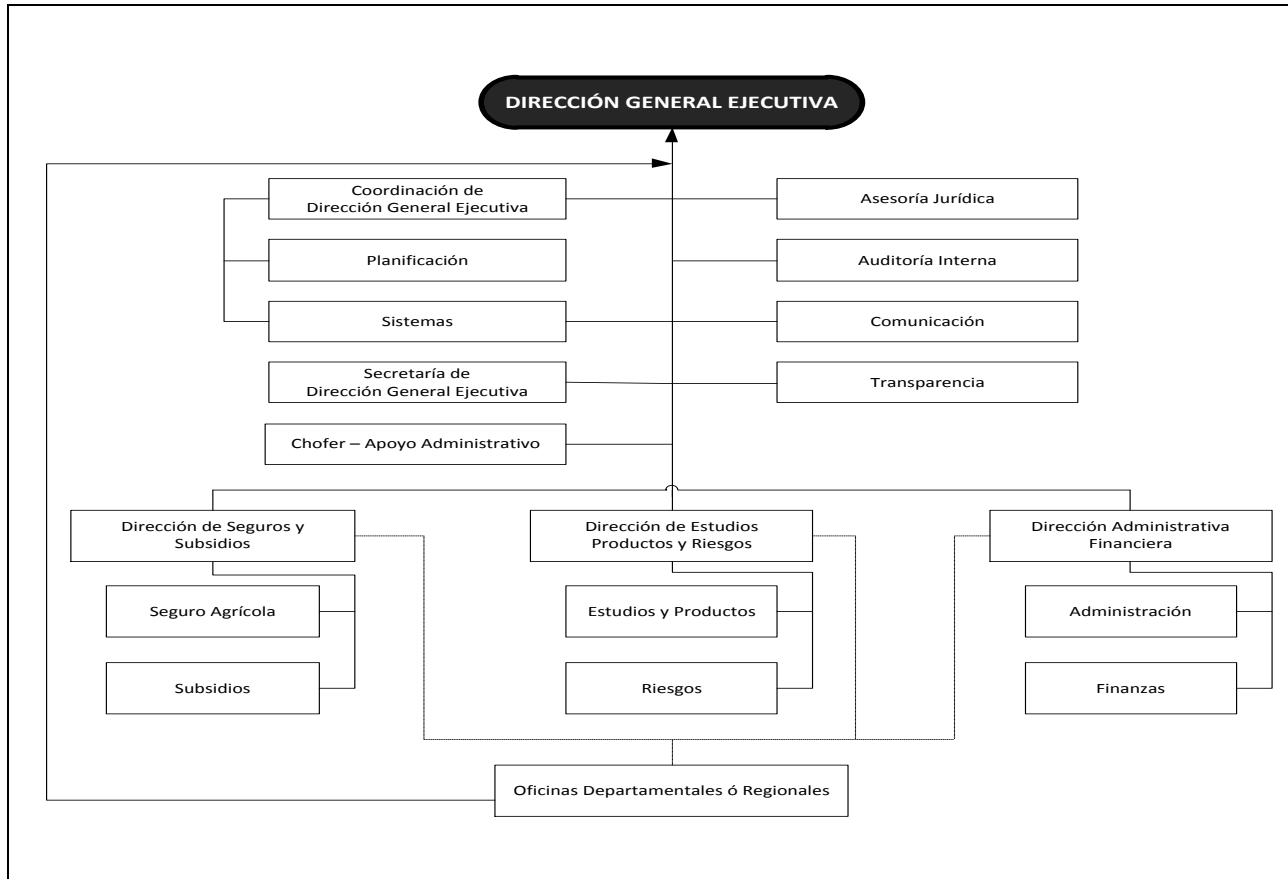 DIRECCIÓN GENERAL EJECUTIVA
Coordinación de
Dirección General Ejecutiva
Asesoría Jurídica
Planificación
Auditoría Interna
Sistemas
Comunicación
Secretaría de
Dirección General Ejecutiva
Transparencia
Chofer – Apoyo Administrativo
Dirección de Seguros y
Subsidios
Dirección de Estudios
Productos y Riesgos
Dirección Administrativa
Financiera
Seguro Agrícola
Estudios y Productos
Administración
Subsidios
Riesgos
Finanzas
Oficinas Departamentales ó Regionales